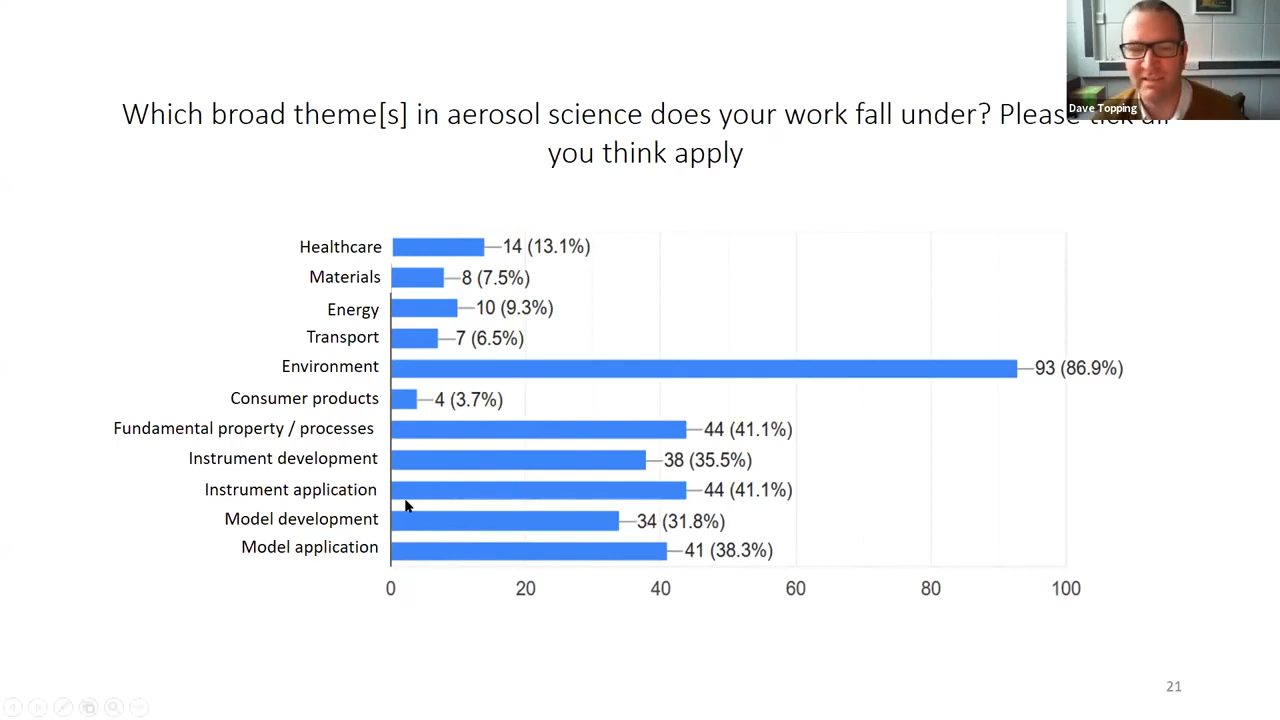 Dave Topping
Which broad theme[s] in aerosol science does your work fall under? Please tick all
you think apply
Healthcare 14 (13.1%)
Materials 8 (7.5%)
Energy 10 (9.3%)
Transport 7 (6.5%)
Environment 93 (86.9%)
Consumer products 4 (3.7%)
Fundamental property / processes 44 (41.1%)
Instrument development 38 (35.5%)
Instrument application 44 (41.1%)
Model development 34 (31.8%)
Model application 41 (38.3%)
0 20 40 60 80 100
21